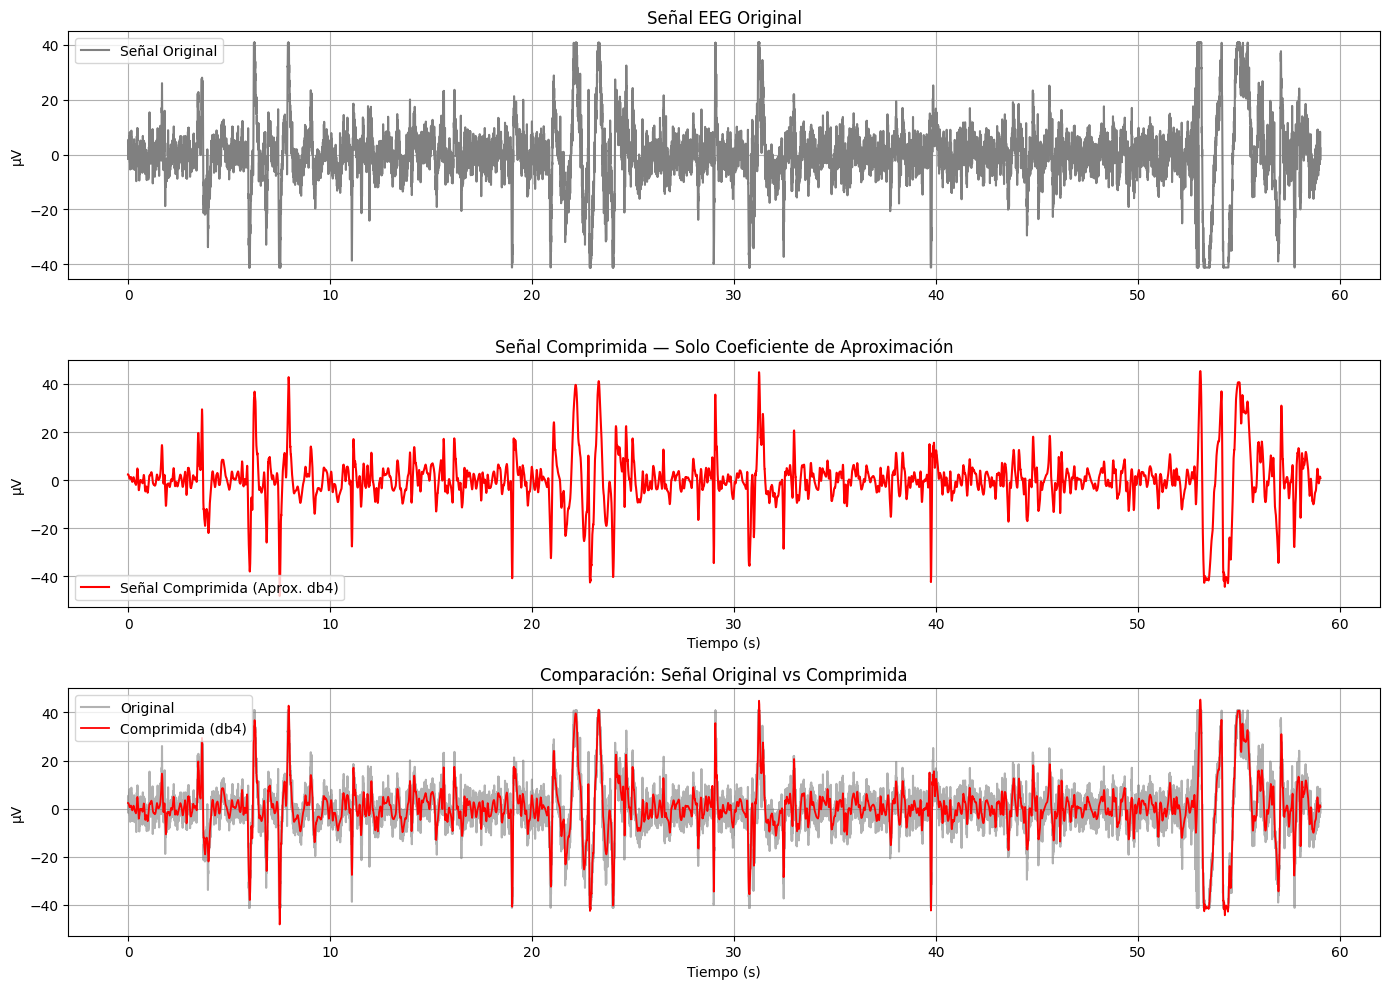 Señal EEG Original
Señal Original
µV
40
20
0
−20
−40
0 10 20 30 40 50 60
Señal Comprimida — Solo Coeficiente de Aproximación
µV
40
20
0
−20
−40
Señal Comprimida (Aprox. db4)
0 10 20 30 40 50 60
Tiempo (s)
Comparación: Señal Original vs Comprimida
Original
Comprimida (db4)
µV
40
20
0
−20
−40
0 10 20 30 40 50 60
Tiempo (s)